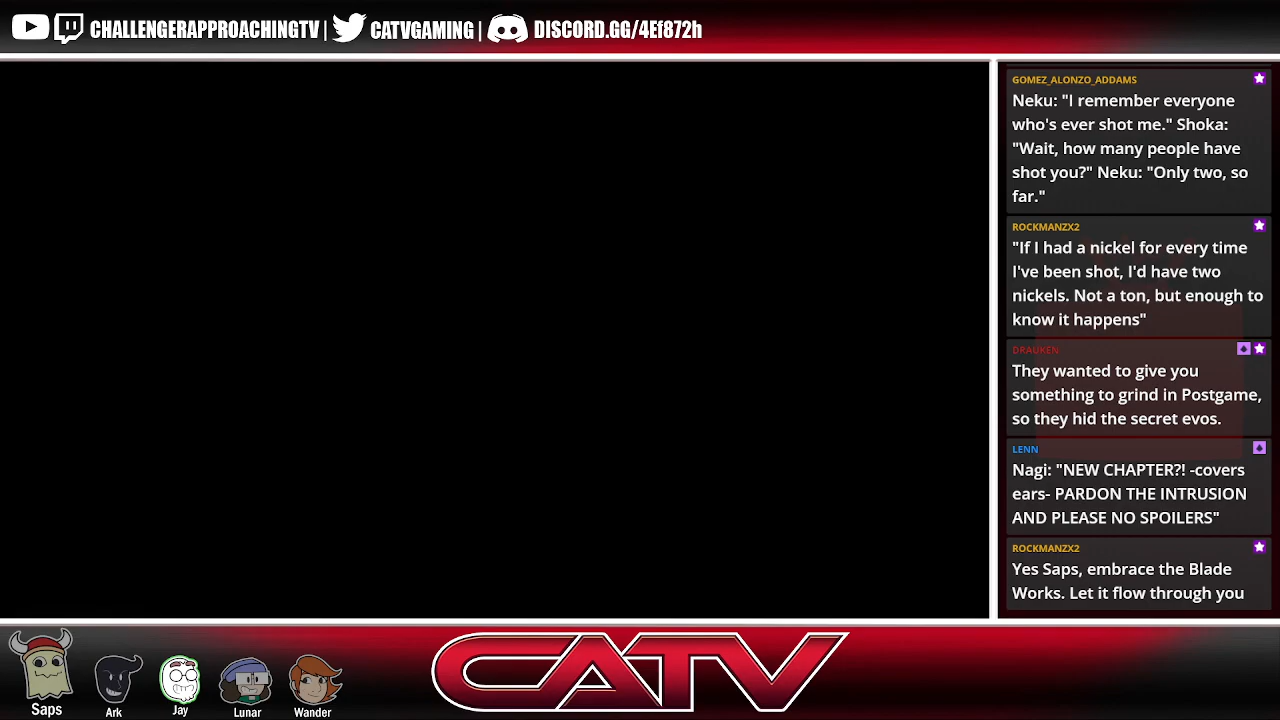 CHALLENGERAPPROACHINGTV | CATVGAMING | DISCORD.GG/4Ef872h
GOMEZ_ALONZO_ADDAMS
Neku: "I remember everyone
who's ever shot me." Shoka:
"Wait, how many people have
shot you?" Neku: "Only two, so
far."
ROCKMANZX2
"If I had a nickel for every time
I've been shot, I'd have two
nickels. Not a ton, but enough to
know it happens"
DRAUKEN
They wanted to give you
something to grind in Postgame,
so they hid the secret evos.
LENN
Nagi: "NEW CHAPTER?! -covers
ears- PARDON THE INTRUSION
AND PLEASE NO SPOILERS"
ROCKMANZX2
Yes Saps, embrace the Blade
Works. Let it flow through you
Saps Ark Jay Lunar Wander
CATV